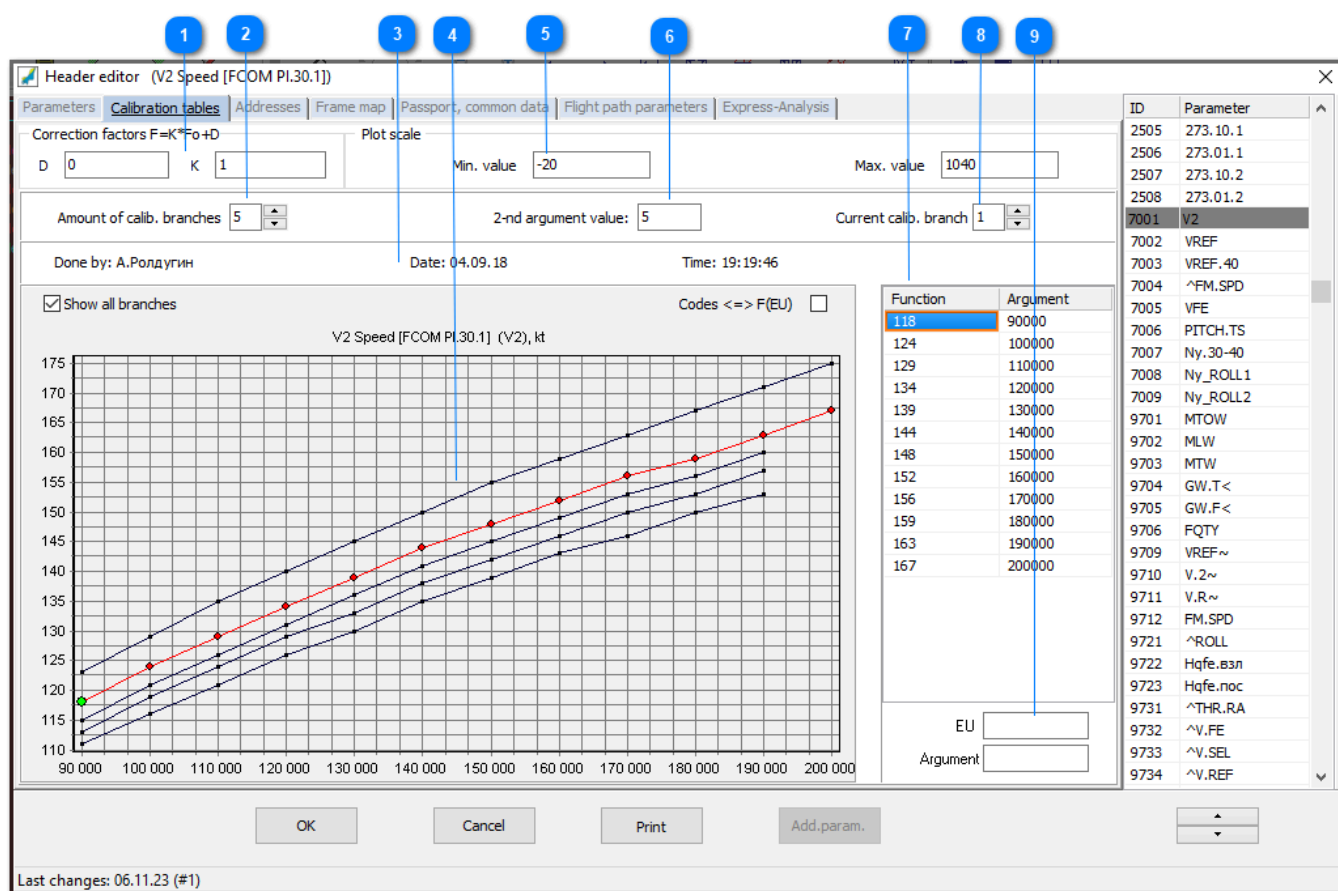 1 2 3 4 5 6 7 8 9
Header editor (V2 Speed [FCOM PI.30.1])
Parameters Calibration tables Addresses Frame map Passport, common data Flight path parameters Express-Analysis
Correction factors F=K*Fo+D Plot scale
D 0 K 1 Min. value -20 Max. value 1040
Amount of calib. branches 5 2-nd argument value: 5 Current calib. branch 1
Done by: А.Ролдугин Date: 04.09.18 Time: 19:19:46
Show all branches Codes <=> F(EU)
V2 Speed [FCOM PI.30.1] (V2), kt
175
170
165
160
155
150
145
140
135
130
125
120
115
110
90 000 100 000 110 000 120 000 130 000 140 000 150 000 160 000 170 000 180 000 190 000 200 000
Function Argument
118 90000
124 100000
129 110000
134 120000
139 130000
144 140000
148 150000
152 160000
156 170000
159 180000
163 190000
167 200000
EU
Argument
ID Parameter
2505 273.10.1
2506 273.01.1
2507 273.10.2
2508 273.01.2
7001 V2
7002 VREF
7003 VREF.40
7004 ^FM.SPD
7005 VFE
7006 PITCH.TS
7007 Ny.30-40
7008 Ny_ROLL1
7009 Ny_ROLL2
9701 MTOW
9702 MLW
9703 MTW
9704 GW.T<
9705 GW.F<
9706 FQTY
9709 VREF~
9710 V.2~
9711 V.R~
9712 FM.SPD
9721 ^ROLL
9722 Hqfe.взл
9723 Hqfe.пос
9731 ^THR.RA
9732 ^V.FE
9733 ^V.SEL
9734 ^V.REF
OK Cancel Print Add.param.
Last changes: 06.11.23 (#1)